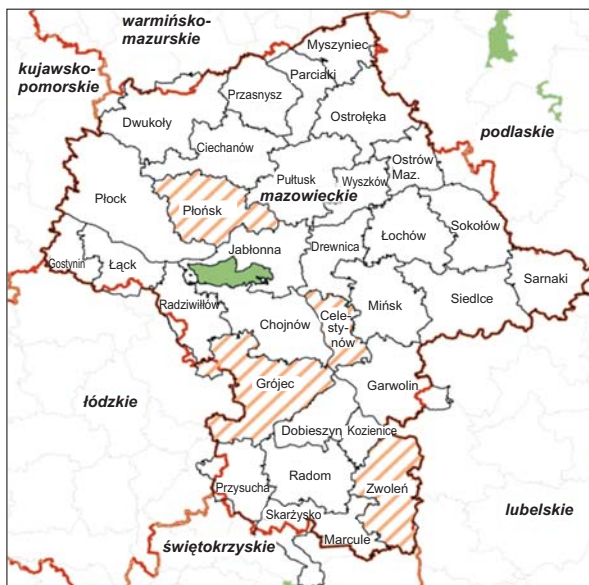 warmińsko-
mazurskie
Myszyniec
kujawsko-
pomorskie
Parciaki
Przasnysz
Dwukoły
Ostrołęka
podlaskie
Ciechanów
Ostrów
Maz.
Pułtusk
Wyszków
mazowieckie
Płock
Płońsk
Sokołów
Łochów
Jabłonna
Drewnica
Gostynin
Łąck
Sarnaki
Radziwiłłów
Mińsk
Siedlce
Chojnów
Cele-
sty-
nów
Grójec
Garwolin
łódzkie
Dobieszyn
Kozienice
Przysucha
Radom
Zwoleń
Skarżysko
lubelskie
Marcule
świętokrzyskie